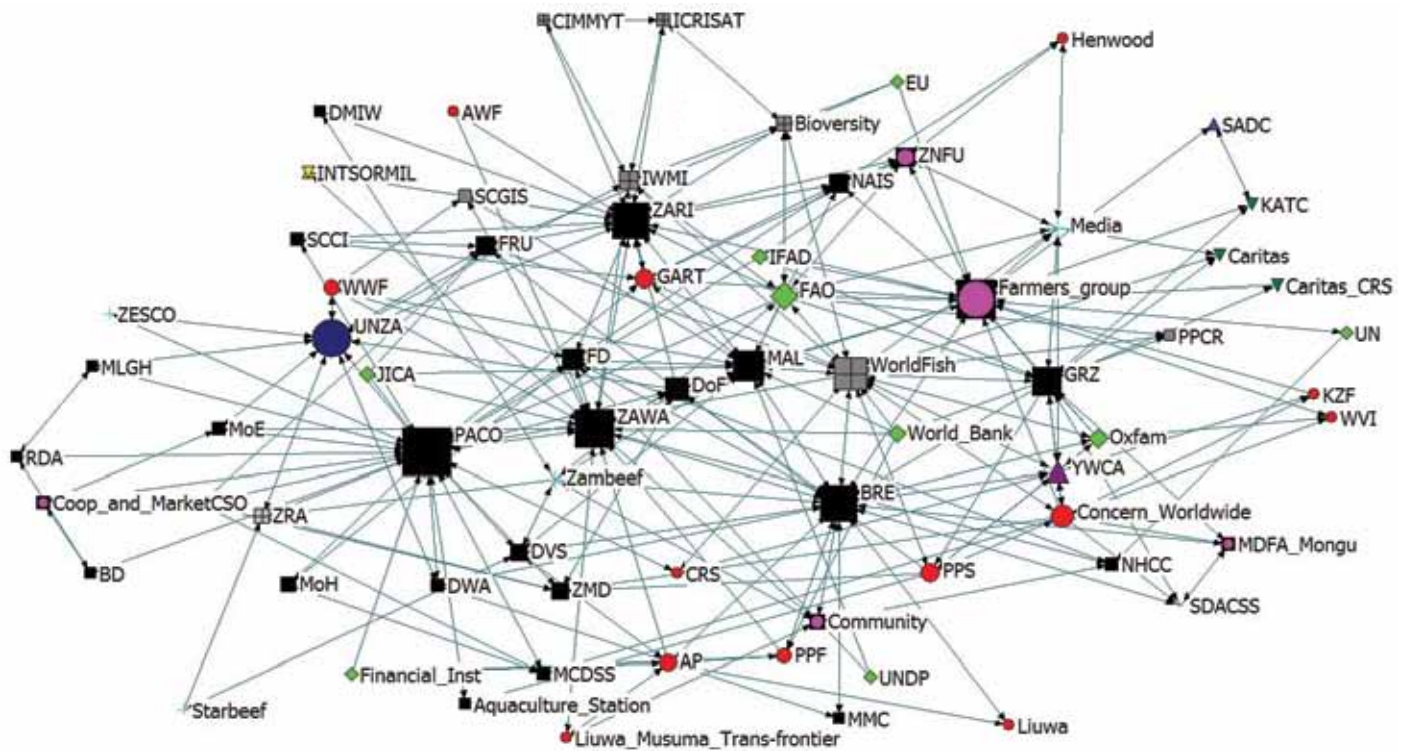 CIMMYT
ICRISAT
Henwood
EU
DMIW
AWF
Bioversity
SADC
ZNFU
INTSORMIL
IWMI
NAIS
SCGIS
KATC
ZARI
Media
SCCI
FRU
IFAD
Caritas
GART
WWF
FAO
Farmers_group
Caritas_CRS
ZESCO
UNZA
PPCR
UN
FD
MAL
WorldFish
MLGH
JICA
DoF
GRZ
KZF
WVI
MoE
ZAWA
World_Bank
Oxfam
PACO
RDA
Zambeef
YWCA
BRE
Coop_and_MarketCSO
ZRA
Concern_Worldwide
DVS
MDFA_Mongu
BD
MoH
DWA
ZMD
CRS
PPS
NHCC
SDACSS
Community
PPF
AP
Financial_Inst
MCDSS
UNDP
Aquaculture_Station
Starbeef
MMC
Liuwa
Liuwa_Musuma_Trans-frontier